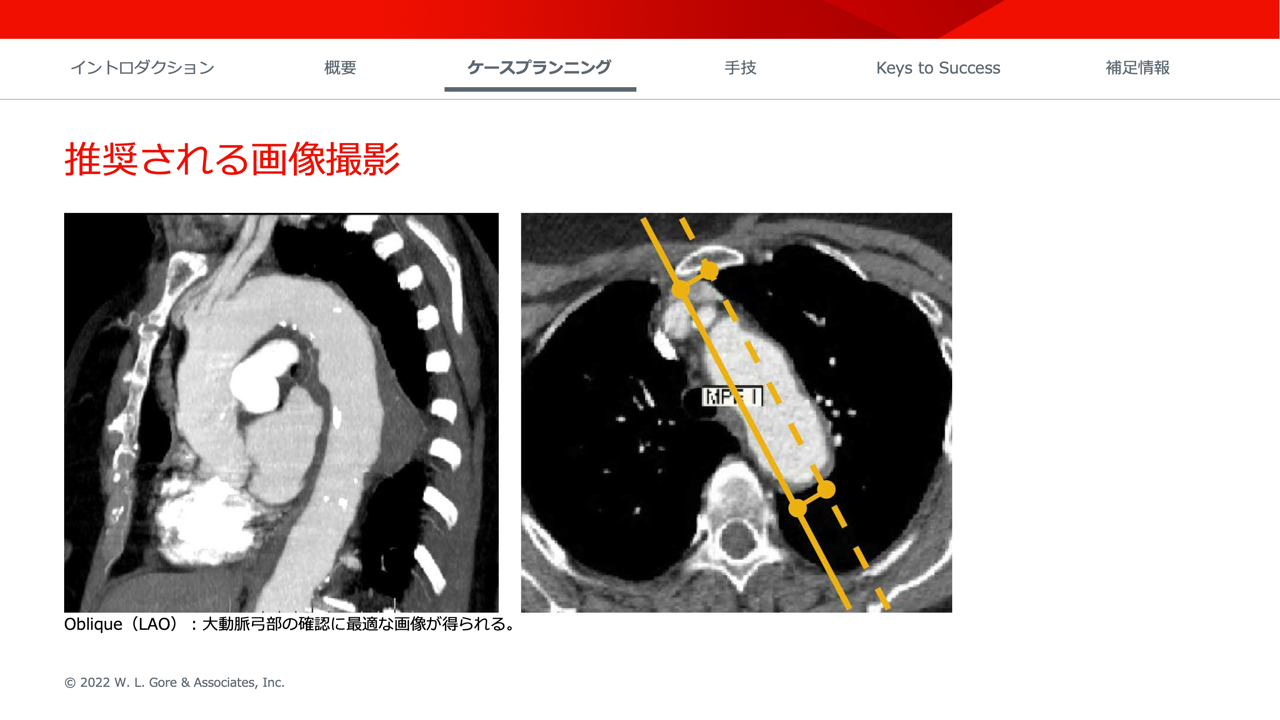 イントロダクション
概要
ケースプランニング
手技
Keys to Success
補足情報
推奨される画像撮影
Oblique（LAO）：大動脈弓部の確認に最適な画像が得られる。
© 2022 W. L. Gore & Associates, Inc.